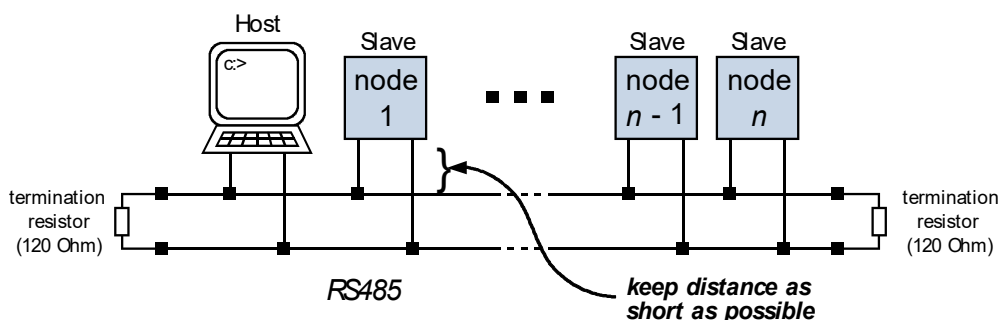 Host
c:>
Slave
node
1
Slave
node
n - 1
Slave
node
n
termination
resistor
(120 Ohm)
termination
resistor
(120 Ohm)
RS485
keep distance as
short as possible